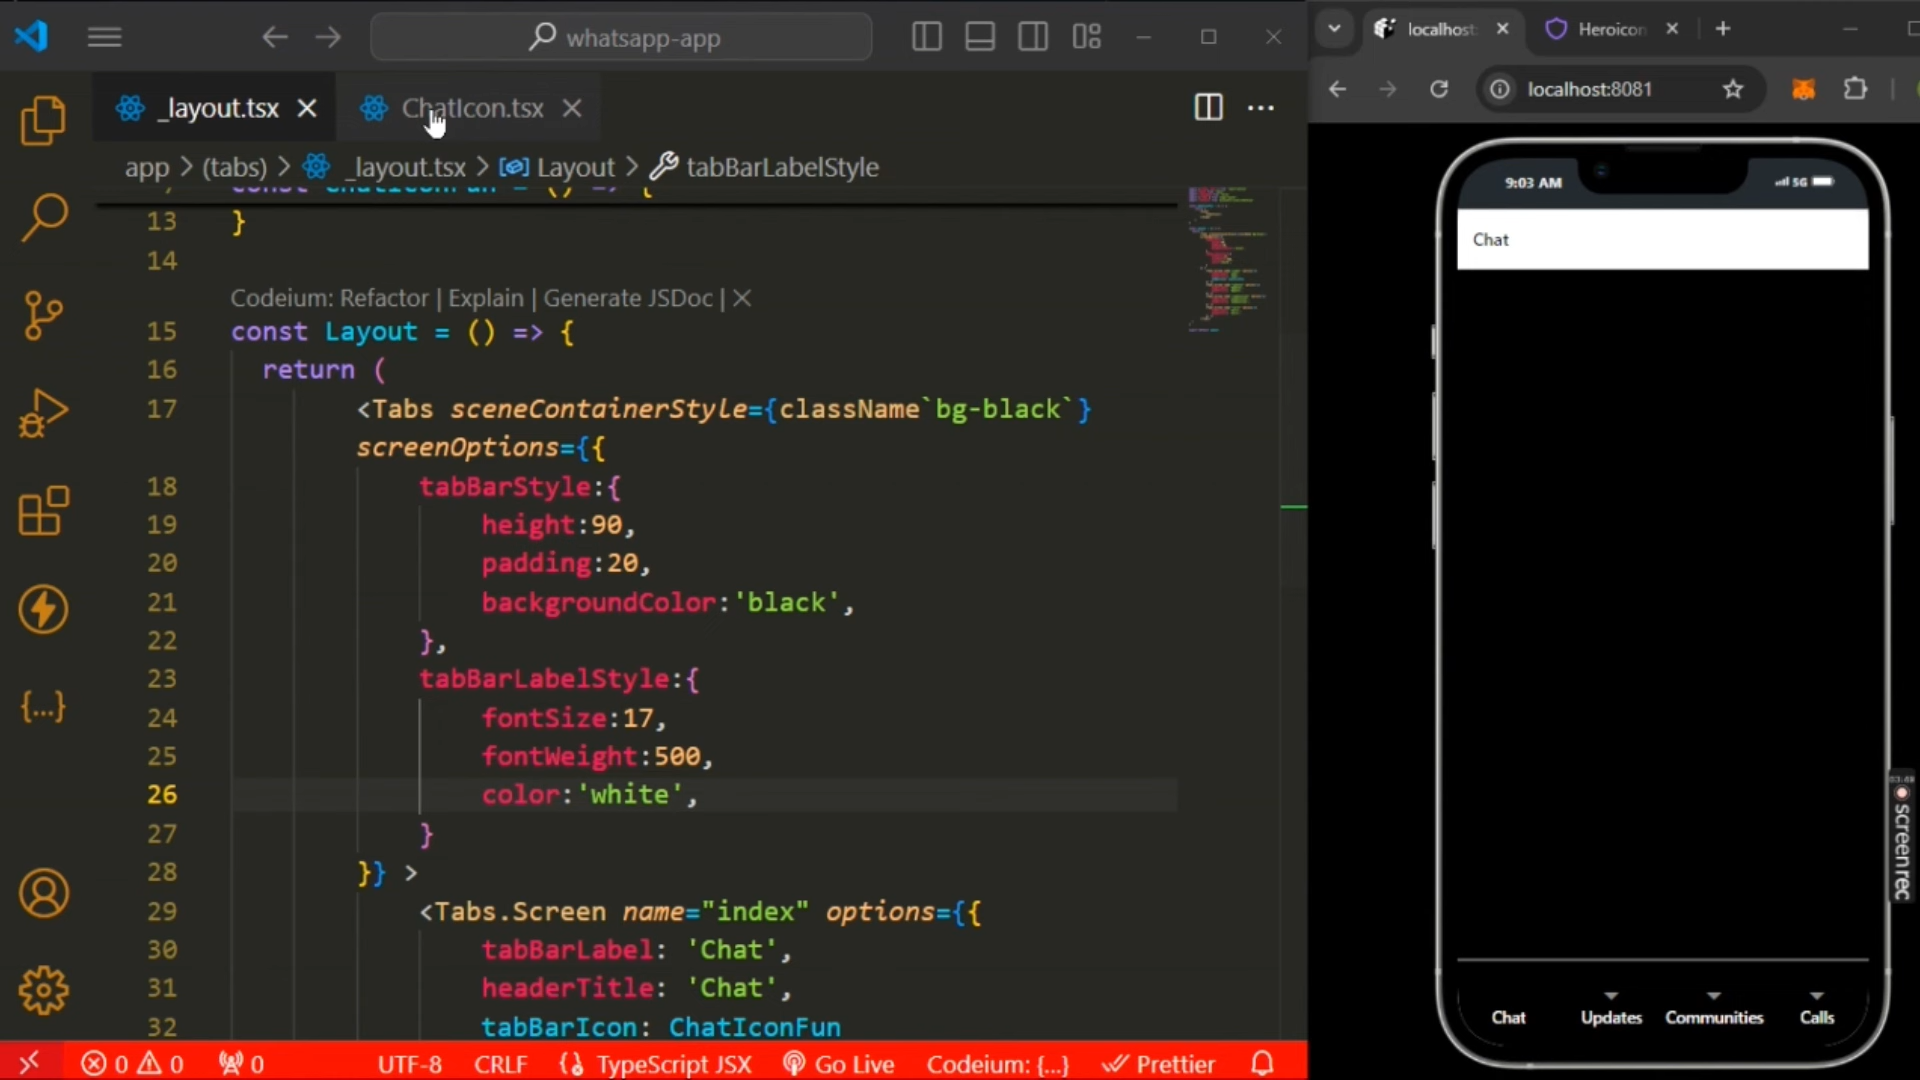 whatsapp-app
_layout.tsx
ChatIcon.tsx
app > (tabs) > _layout.tsx > Layout > tabBarLabelStyle
const ChatIconFun = () => {
13 }
14
Codeium: Refactor | Explain | Generate JSDoc | ×
15 const Layout = () => {
16 return (
17 <Tabs sceneContainerStyle={className`bg-black`}
screenOptions={{
18 tabBarStyle:{
19 height:90,
20 padding:20,
21 backgroundColor:'black',
22 },
23 tabBarLabelStyle:{
24 fontSize:17,
25 fontWeight:500,
26 color:'white',
27 }
28 }} >
29 <Tabs.Screen name="index" options={{
30 tabBarLabel: 'Chat',
31 headerTitle: 'Chat',
32 tabBarIcon: ChatIconFun
0 0 0 UTF-8 CRLF TypeScript JSX Go Live Codeium: {...} Prettier
localhost:
Heroicon
localhost:8081
9:03 AM
5G
Chat
Chat Updates Communities Calls
screenrec